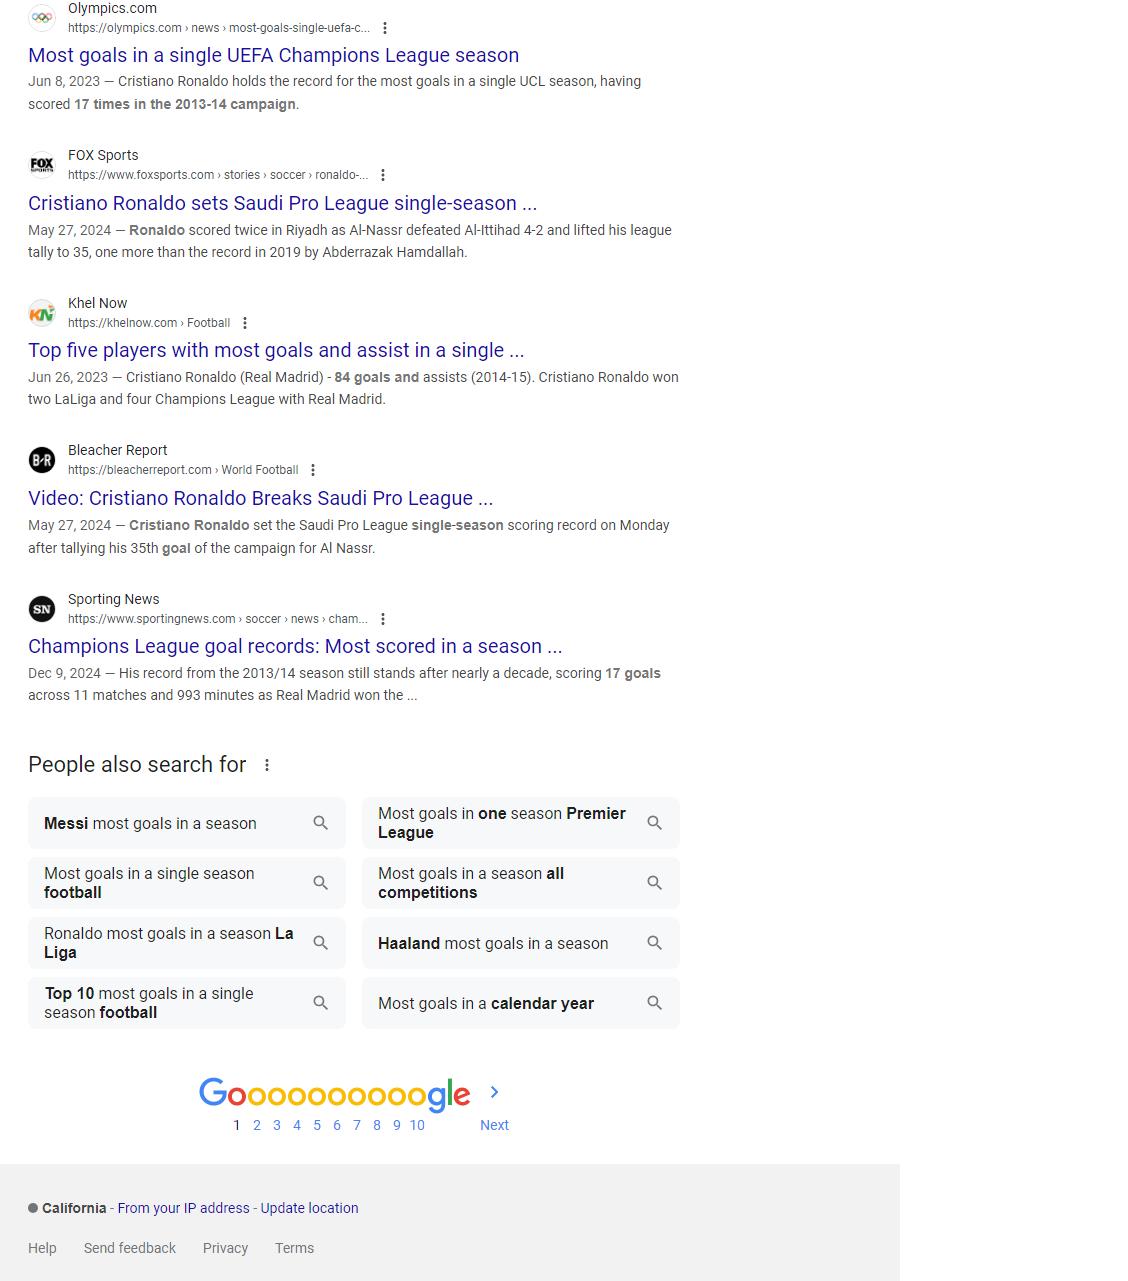 Olympics.com
https://olympics.com › news › most-goals-single-uefa-c...
Most goals in a single UEFA Champions League season
Jun 8, 2023 — Cristiano Ronaldo holds the record for the most goals in a single UCL season, having
scored 17 times in the 2013-14 campaign.
FOX SPORTS
FOX Sports
https://www.foxsports.com › stories › soccer › ronaldo-...
Cristiano Ronaldo sets Saudi Pro League single-season ...
May 27, 2024 — Ronaldo scored twice in Riyadh as Al-Nassr defeated Al-Ittihad 4-2 and lifted his league
tally to 35, one more than the record in 2019 by Abderrazak Hamdallah.
KN
Khel Now
https://khelnow.com › Football
Top five players with most goals and assist in a single ...
Jun 26, 2023 — Cristiano Ronaldo (Real Madrid) - 84 goals and assists (2014-15). Cristiano Ronaldo won
two LaLiga and four Champions League with Real Madrid.
B/R
Bleacher Report
https://bleacherreport.com › World Football
Video: Cristiano Ronaldo Breaks Saudi Pro League ...
May 27, 2024 — Cristiano Ronaldo set the Saudi Pro League single-season scoring record on Monday
after tallying his 35th goal of the campaign for Al Nassr.
SN
Sporting News
https://www.sportingnews.com › soccer › news › cham...
Champions League goal records: Most scored in a season ...
Dec 9, 2024 — His record from the 2013/14 season still stands after nearly a decade, scoring 17 goals
across 11 matches and 993 minutes as Real Madrid won the ...
People also search for
Messi most goals in a season
Most goals in one season Premier
League
Most goals in a single season
football
Most goals in a season all
competitions
Ronaldo most goals in a season La
Liga
Haaland most goals in a season
Top 10 most goals in a single
season football
Most goals in a calendar year
Goooooooooogle
1 2 3 4 5 6 7 8 9 10 Next
California - From your IP address - Update location
Help Send feedback Privacy Terms